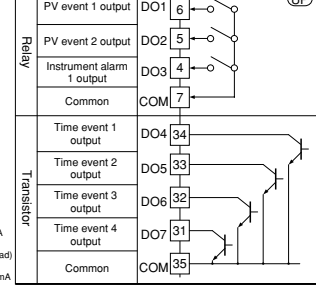 PV event 1 output DO1 6
PV event 2 output DO2 5
Instrument alarm
1 output
DO3 4
Common COM 7
Relay
Time event 1
output
DO4 34
Time event 2
output
DO5 33
Time event 3
output
DO6 32
Time event 4
output
DO7 31
Common COM 35
Transistor
A
ad)
mA